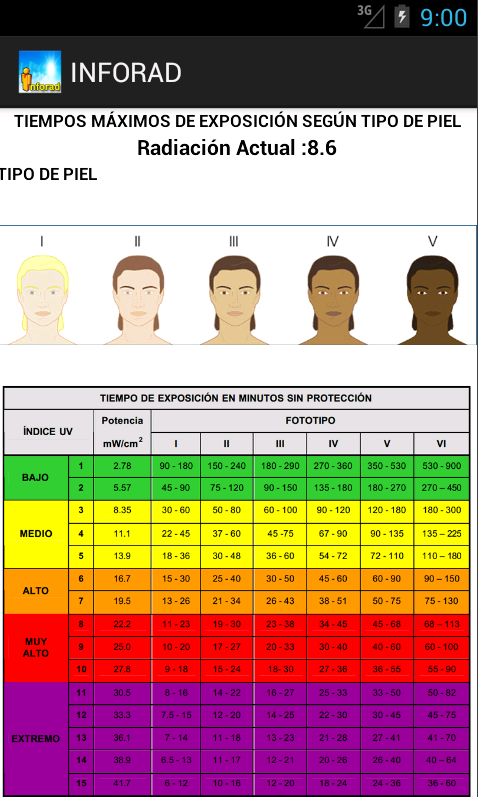 3G 9:00
Inforad INFORAD
TIEMPOS MÁXIMOS DE EXPOSICIÓN SEGÚN TIPO DE PIEL
Radiación Actual :8.6
TIPO DE PIEL
I II III IV V
TIEMPO DE EXPOSICIÓN EN MINUTOS SIN PROTECCIÓN
ÍNDICE UV Potencia mW/cm² FOTOTIPO
I II III IV V VI
BAJO 1 2.78 90 - 180 150 - 240 180 - 290 270 - 360 350 - 530 530 - 900
2 5.57 45 - 90 75 - 120 90 - 150 135 - 180 180 - 270 270 – 450
MEDIO 3 8.35 30 - 60 50 - 80 60 - 100 90 - 120 120 - 180 180 - 300
4 11.1 22 - 45 37 - 60 45 -75 67 - 90 90 - 135 135 – 225
5 13.9 18 - 36 30 - 48 36 - 60 54 - 72 72 - 110 110 – 180
ALTO 6 16.7 15 - 30 25 - 40 30 - 50 45 - 60 60 - 90 90 – 150
7 19.5 13 - 26 21 - 34 26 - 43 38 - 51 50 - 75 75 - 130
MUY ALTO 8 22.2 11 - 23 19 - 30 23 - 38 34 - 45 45 - 68 68 – 113
9 25.0 10 - 20 17 - 27 20 - 33 30 - 40 40 - 60 60 - 100
10 27.8 9 - 18 15 - 24 18 - 30 27 - 36 36 - 55 55 - 90
EXTREMO 11 30.5 8 - 16 14 - 22 16 - 27 25 - 33 33 - 50 50 - 82
12 33.3 7.5 - 15 12 - 20 14 - 25 22 - 30 30 - 45 45 - 75
13 36.1 7 - 14 11 - 18 13 - 23 21 - 28 27 - 41 41 - 70
14 38.9 6.5 - 13 11 - 17 12 - 21 20 - 26 26 - 40 40 – 64
15 41.7 6 - 12 10 - 16 12 - 20 18 - 24 24 - 36 36 - 60